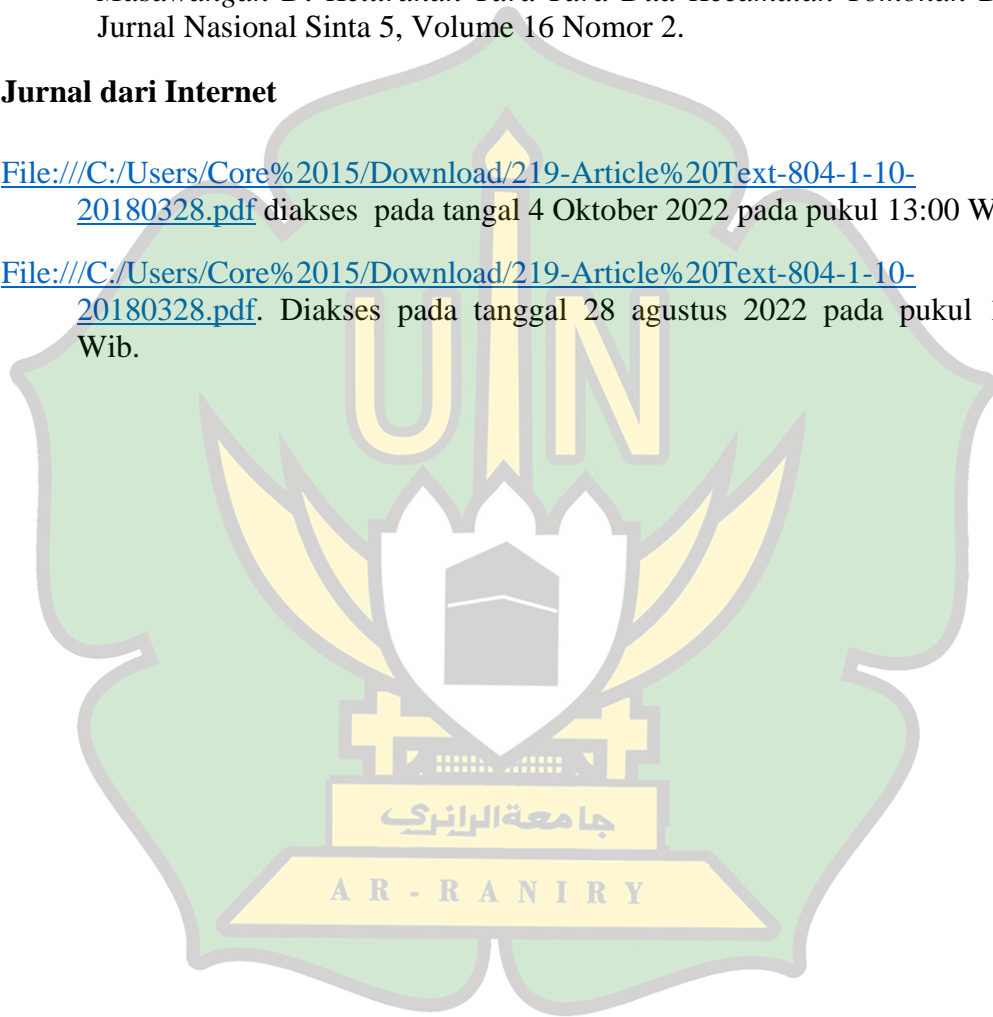 Jurnal Nasional Sinta 5, Volume 16 Nomor 2.
Jurnal dari Internet
File:///C:/Users/Core%2015/Download/219-Article%20Text-804-1-10-
20180328.pdf diakses pada tangal 4 Oktober 2022 pada pukul 13:00 W
File:///C:/Users/Core%2015/Download/219-Article%20Text-804-1-10-
20180328.pdf. Diakses pada tanggal 28 agustus 2022 pada pukul
Wib.
UIN
جامعةالرانري
AR-RANIRY